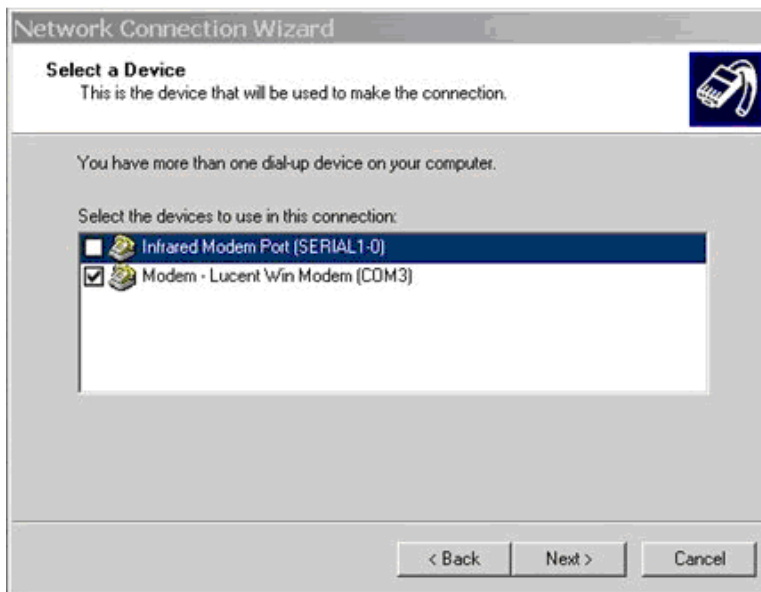 Network Connection Wizard
Select a Device
This is the device that will be used to make the connection.
You have more than one dial-up device on your computer.
Select the devices to use in this connection:
Infrared Modem Port (SERIAL1-0)
Modem - Lucent Win Modem (COM3)
< Back Next > Cancel